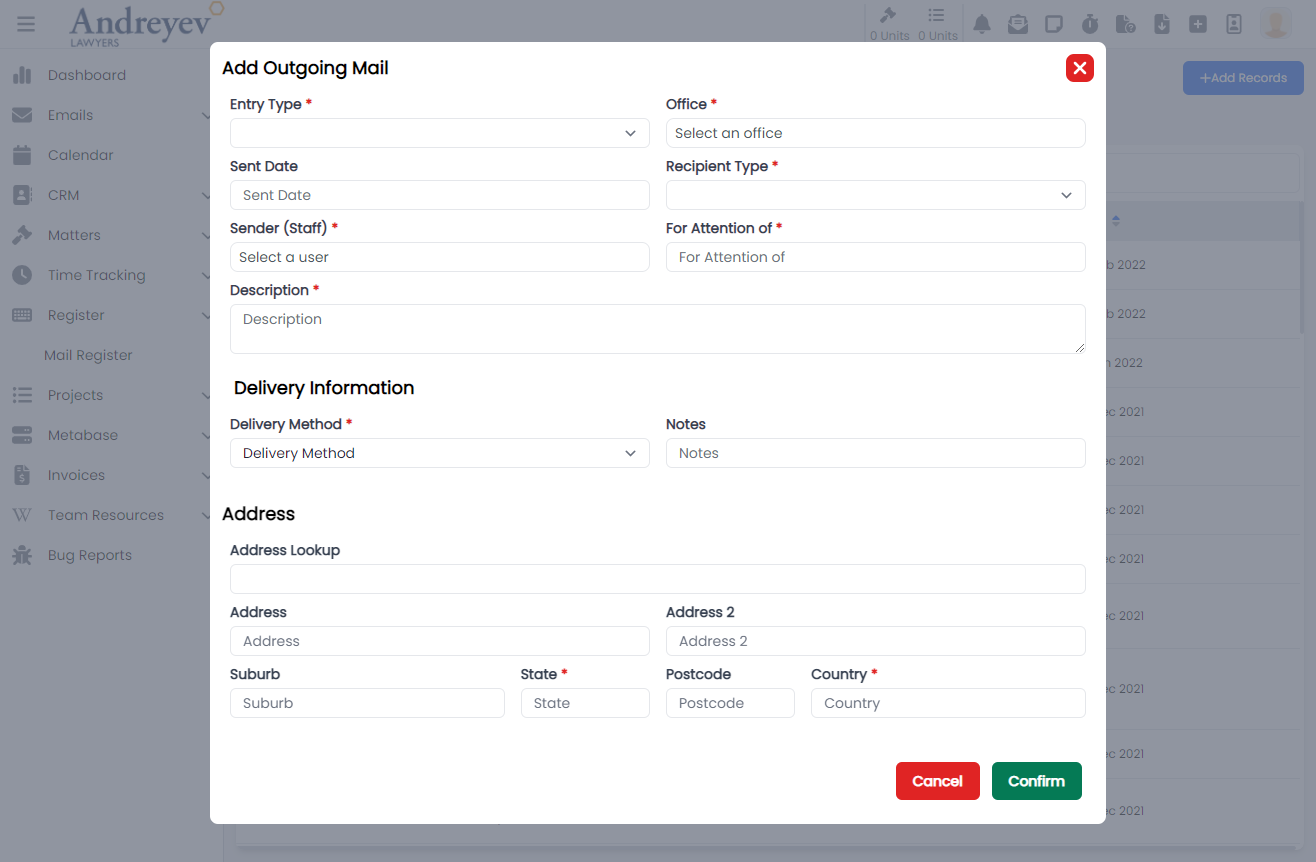 Andreyev
LAWYERS
0 Units 0 Units
Dashboard
Emails
Calendar
CRM
Matters
Time Tracking
Register
Mail Register
Projects
Metabase
Invoices
Team Resources
Bug Reports
+Add Records
Add Outgoing Mail
Entry Type * Office *
Select an office
Sent Date Recipient Type *
Sent Date
Sender (Staff) * For Attention of *
Select a user For Attention of
Description *
Description
Delivery Information
Delivery Method * Notes
Delivery Method Notes
Address
Address Lookup
Address Address 2
Address Address 2
Suburb State * Postcode Country *
Suburb State Postcode Country
Cancel Confirm
b 2022
b 2022
n 2022
ec 2021
ec 2021
ec 2021
ec 2021
ec 2021
ec 2021
ec 2021
ec 2021